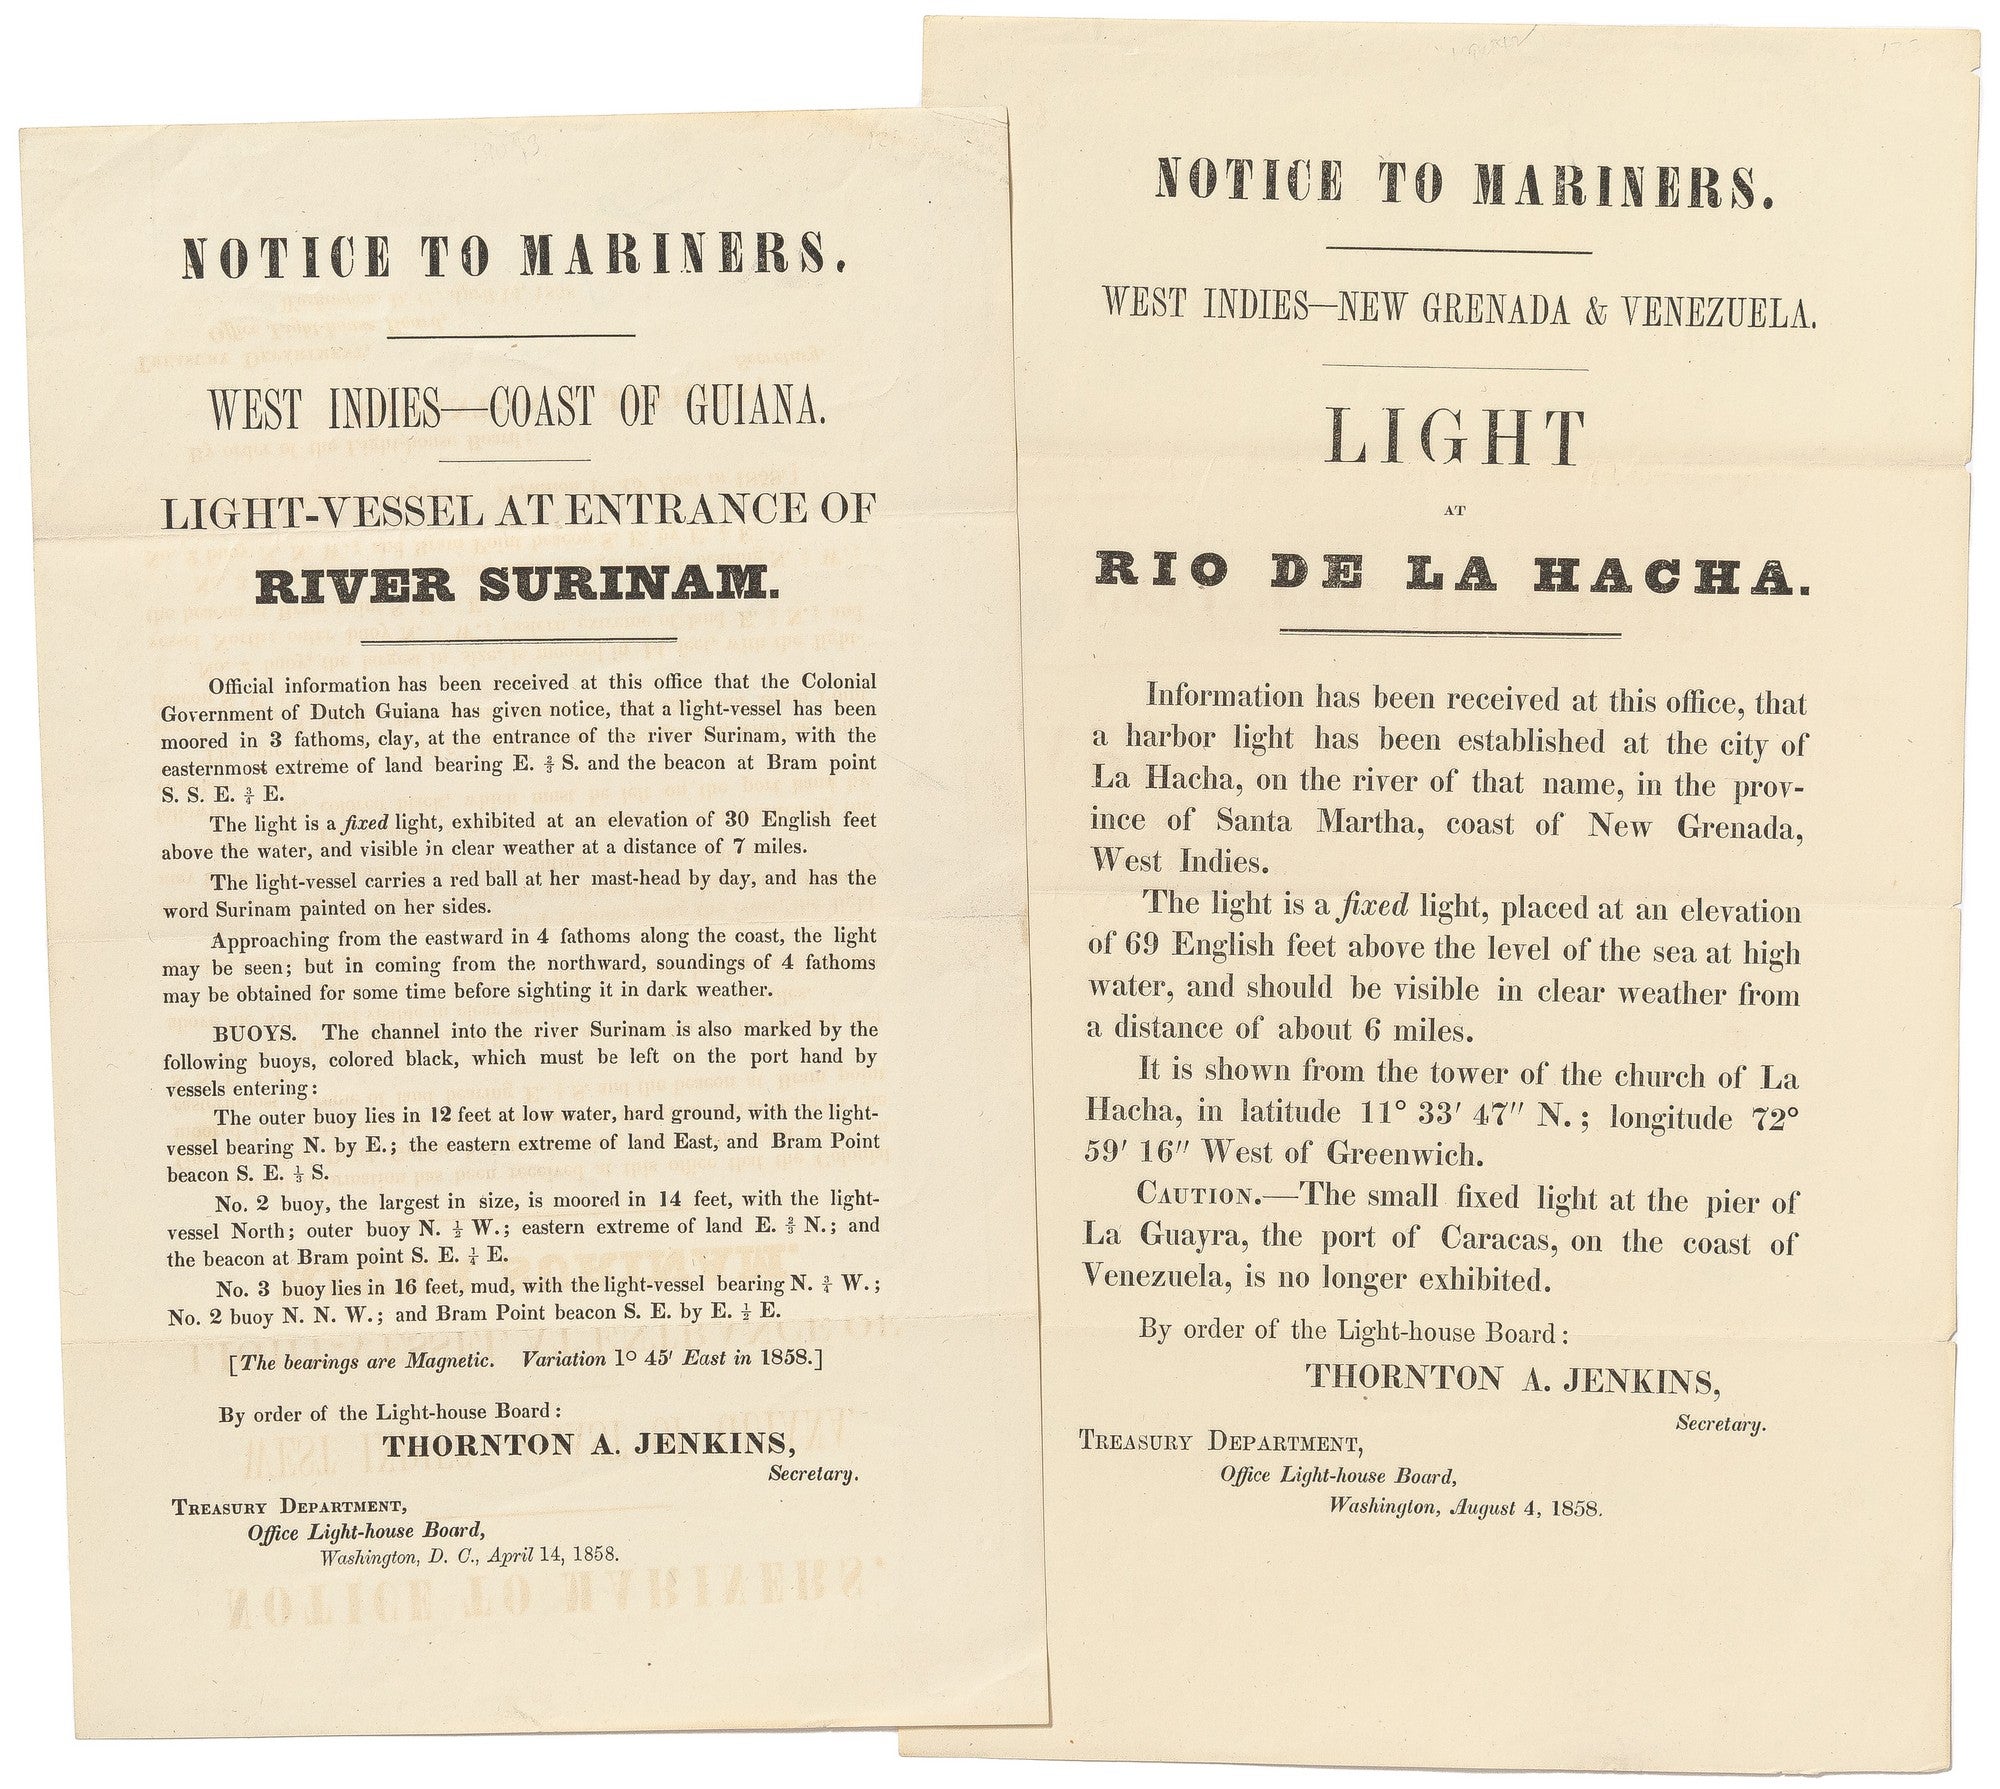 NOTICE TO MARINERS.
WEST INDIES—COAST OF GUIANA.
LIGHT-VESSEL AT ENTRANCE OF
RIVER SURINAM.
Official information has been received at this office that the Colonial
Government of Dutch Guiana has given notice, that a light-vessel has been
moored in 3 fathoms, clay, at the entrance of the river Surinam, with the
easternmost extreme of land bearing E. ⅔ S. and the beacon at Bram point
S. S. E. ¾ E.
The light is a fixed light, exhibited at an elevation of 30 English feet
above the water, and visible in clear weather at a distance of 7 miles.
The light-vessel carries a red ball at her mast-head by day, and has the
word Surinam painted on her sides.
Approaching from the eastward in 4 fathoms along the coast, the light
may be seen; but in coming from the northward, soundings of 4 fathoms
may be obtained for some time before sighting it in dark weather.
BUOYS. The channel into the river Surinam is also marked by the
following buoys, colored black, which must be left on the port hand by
vessels entering:
The outer buoy lies in 12 feet at low water, hard ground, with the light-
vessel bearing N. by E.; the eastern extreme of land East, and Bram Point
beacon S. E. ⅓ S.
No. 2 buoy, the largest in size, is moored in 14 feet, with the light-
vessel North; outer buoy N. ½ W.; eastern extreme of land E. ⅔ N.; and
the beacon at Bram point S. E. ¼ E.
No. 3 buoy lies in 16 feet, mud, with the light-vessel bearing N. ¾ W.;
No. 2 buoy N. N. W.; and Bram Point beacon S. E. by E. ½ E.
[The bearings are Magnetic. Variation 1° 45′ East in 1858.]
By order of the Light-house Board:
THORNTON A. JENKINS,
Secretary.
TREASURY DEPARTMENT,
Office Light-house Board,
Washington, D. C., April 14, 1858.
NOTICE TO MARINERS.
WEST INDIES—NEW GRENADA & VENEZUELA.
LIGHT
AT
RIO DE LA HACHA.
Information has been received at this office, that
a harbor light has been established at the city of
La Hacha, on the river of that name, in the prov-
ince of Santa Martha, coast of New Grenada,
West Indies.
The light is a fixed light, placed at an elevation
of 69 English feet above the level of the sea at high
water, and should be visible in clear weather from
a distance of about 6 miles.
It is shown from the tower of the church of La
Hacha, in latitude 11° 33′ 47″ N.; longitude 72°
59′ 16″ West of Greenwich.
CAUTION.—The small fixed light at the pier of
La Guayra, the port of Caracas, on the coast of
Venezuela, is no longer exhibited.
By order of the Light-house Board:
THORNTON A. JENKINS,
Secretary.
TREASURY DEPARTMENT,
Office Light-house Board,
Washington, August 4, 1858.